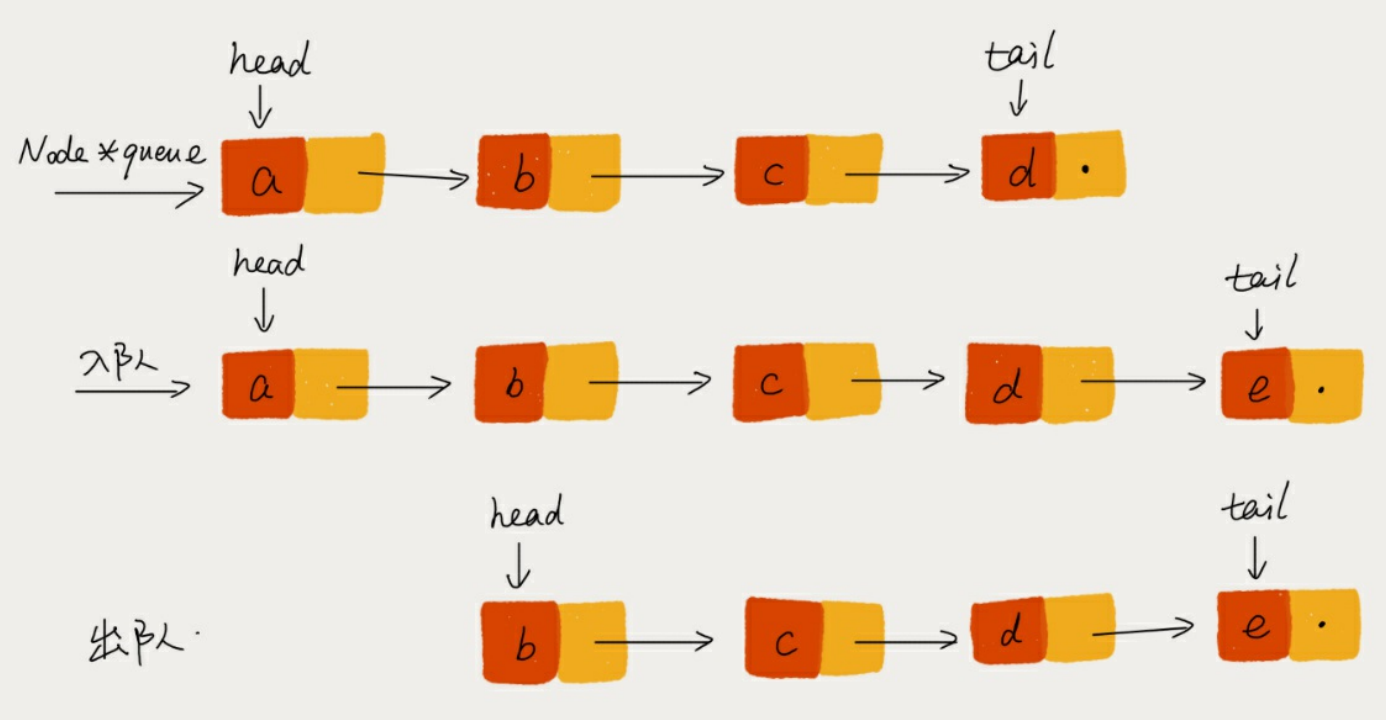 head tail
Node *queue a b c d
head tail
入队 a b c d e
head tail
出队 b c d e